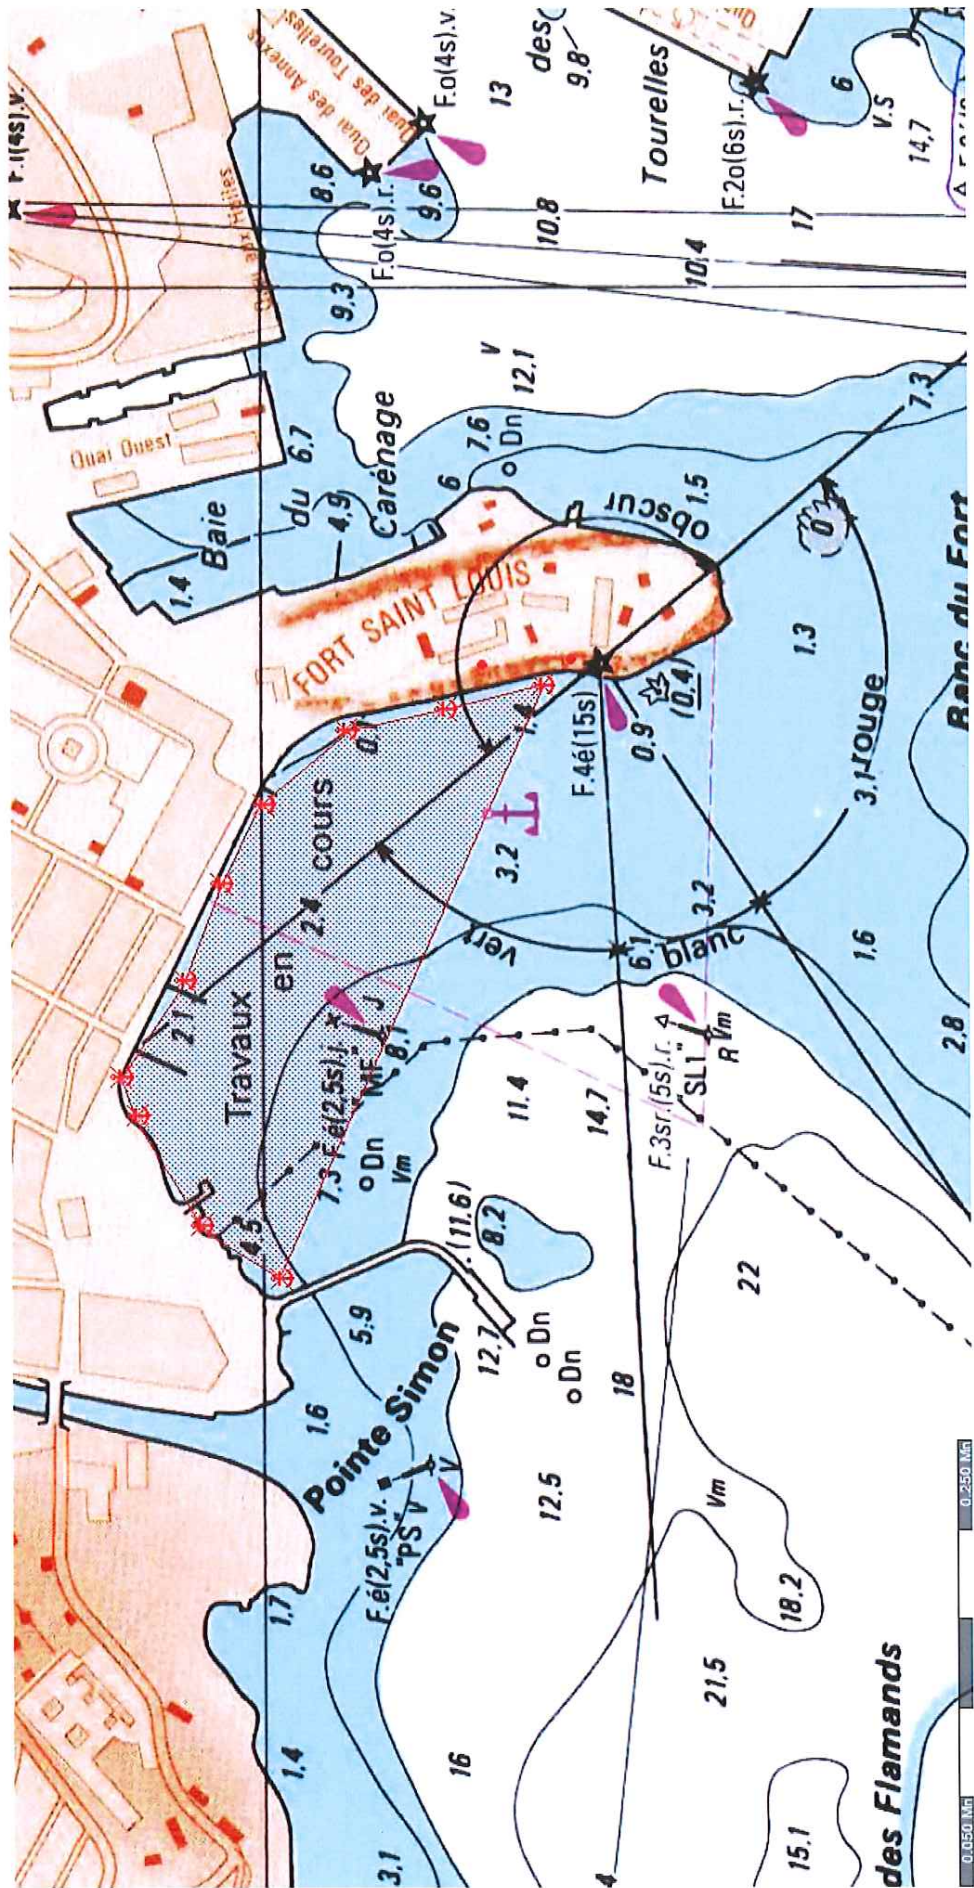 F.1(4s).v.
Quai des Annexes
Quai des Tourelles
F.o(4s).v.
13
des
9.8
Tourelles
6
V.S
14,7
F.2o(6s).r.
17
8,6
9,6
F.o(4s).r.
10.8
10,4
9.3
Quai Ouest
6.7
Baie
du
Carénage
4,9
1.4
6
7.6
Dn
V
12.1
7.3
FORT SAINT LOUIS
obscur
1.5
0
1.3
Banc du Fort
F.4é(15s)
(0.4)
0.9
rouge
3.1
1.4
0.1
Travaux
en
cours
2.4
2.1
3.2
3.2
vert
6.1
blanc
1.6
2.8
J
F.é(2,5s).j.
"MF"
8.1
7.3
Dn
Vm
4,5
11.4
14.7
F.3sr.(5s).r.
"SL1"
R
Vm
(11.6)
8.2
22
5.9
1.6
Pointe Simon
12.7
Dn
Dn
18
F.é(2,5s).v.
"PS"
V
V
12.5
Vm
18.2
1.7
21.5
1.4
16
3.1
4
15.1
des Flamands
0.050 Mn
0.250 Mn